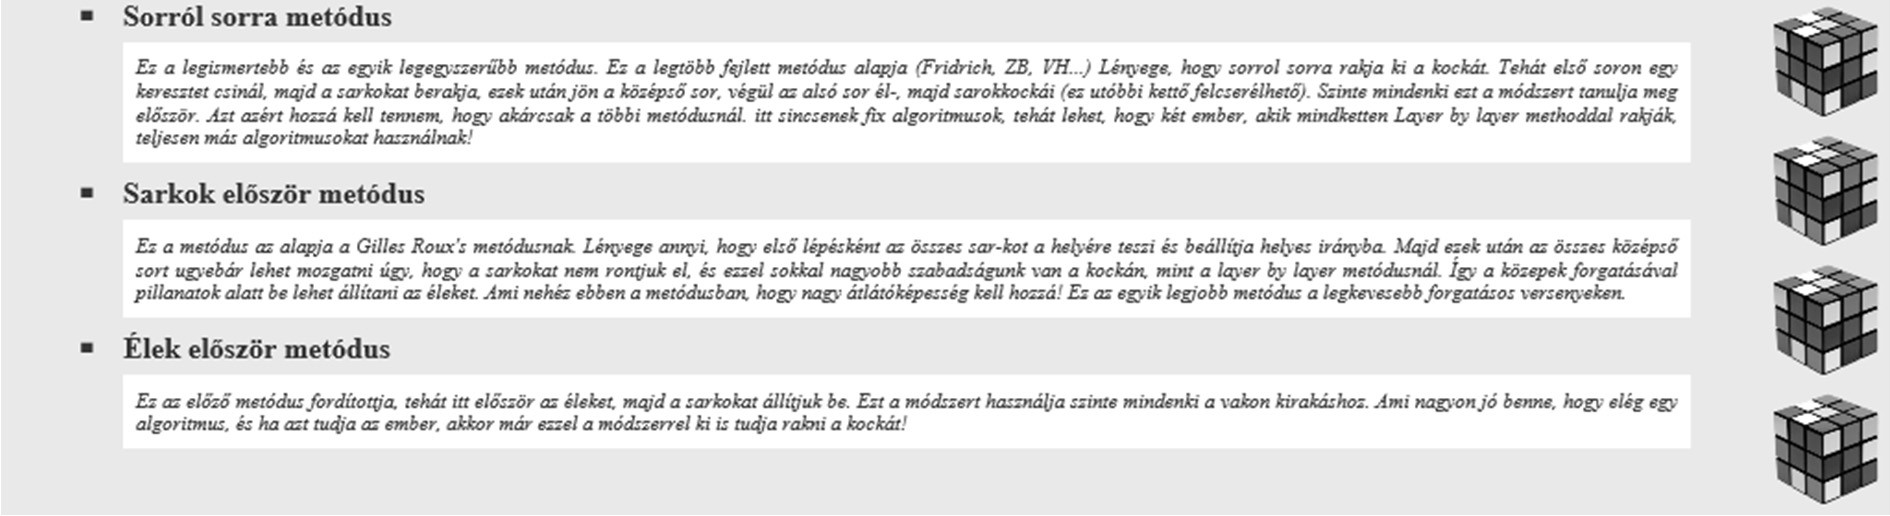 ▪ Sorról sorra metódus
Ez a legismertebb és az egyik legegyszerűbb metódus. Ez a legtöbb fejlett metódus alapja (Fridrich, ZB, VH...) Lényege, hogy sorrol sorra rakja ki a kockát. Tehát első soron egy
keresztet csinál, majd a sarkokat berakja, ezek után jön a középső sor, végül az alsó sor él-, majd sarokkockái (ez utóbbi kettő felcserélhető). Szinte mindenki ezt a módszert tanulja meg
először. Azt azért hozzá kell tennem, hogy akárcsak a többi metódusnál. itt sincsenek fix algoritmusok, tehát lehet, hogy két ember, akik mindketten Layer by layer methoddal rakják,
teljesen más algoritmusokat használnak!
▪ Sarkok először metódus
Ez a metódus az alapja a Gilles Roux's metódusnak. Lényege annyi, hogy első lépésként az összes sar-kot a helyére teszi és beállítja helyes irányba. Majd ezek után az összes középső
sort ugyebár lehet mozgatni úgy, hogy a sarkokat nem rontjuk el, és ezzel sokkal nagyobb szabadságunk van a kockán, mint a layer by layer metódusnál. Így a közepek forgatásával
pillanatok alatt be lehet állítani az éleket. Ami nehéz ebben a metódusban, hogy nagy átlátóképesség kell hozzá! Ez az egyik legjobb metódus a legkevesebb forgatásos versenyeken.
▪ Élek először metódus
Ez az előző metódus fordítottja, tehát itt először az éleket, majd a sarkokat állítjuk be. Ezt a módszert használja szinte mindenki a vakon kirakáshoz. Ami nagyon jó benne, hogy elég egy
algoritmus, és ha azt tudja az ember, akkor már ezzel a módszerrel ki is tudja rakni a kockát!